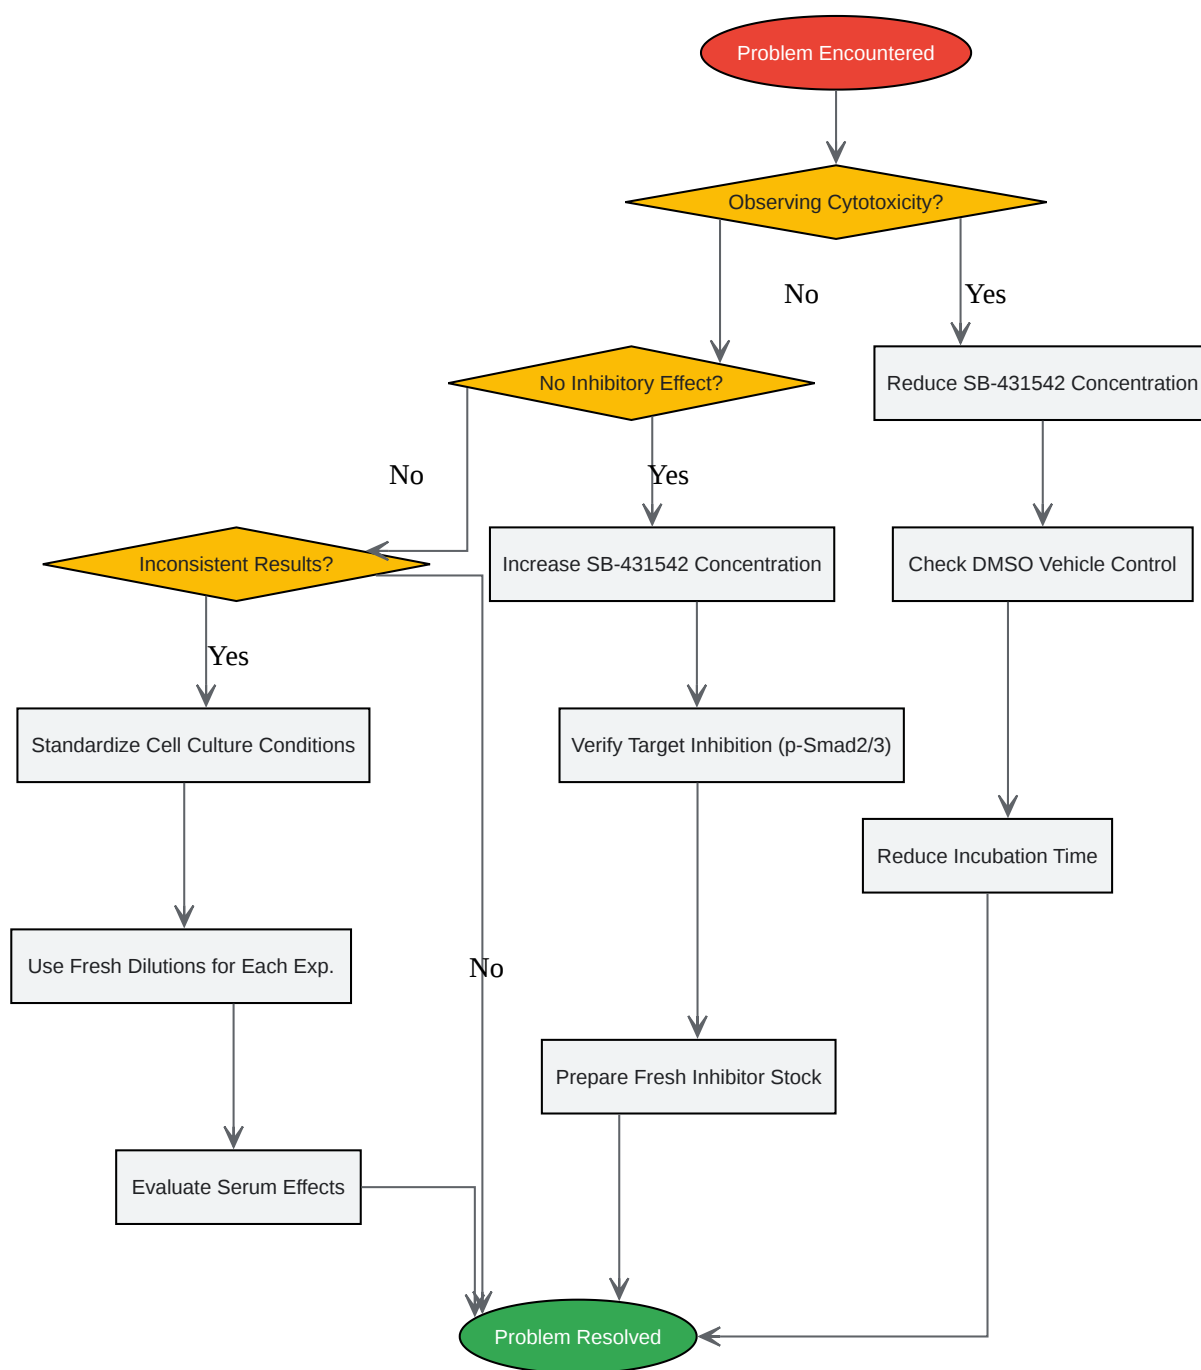 Problem Encountered
Observing Cytotoxicity?
No
Yes
No Inhibitory Effect?
Reduce SB-431542 Concentration
No
Yes
Inconsistent Results?
Increase SB-431542 Concentration
Check DMSO Vehicle Control
Yes
Standardize Cell Culture Conditions
Verify Target Inhibition (p-Smad2/3)
Reduce Incubation Time
Use Fresh Dilutions for Each Exp.
No
Prepare Fresh Inhibitor Stock
Evaluate Serum Effects
Problem Resolved